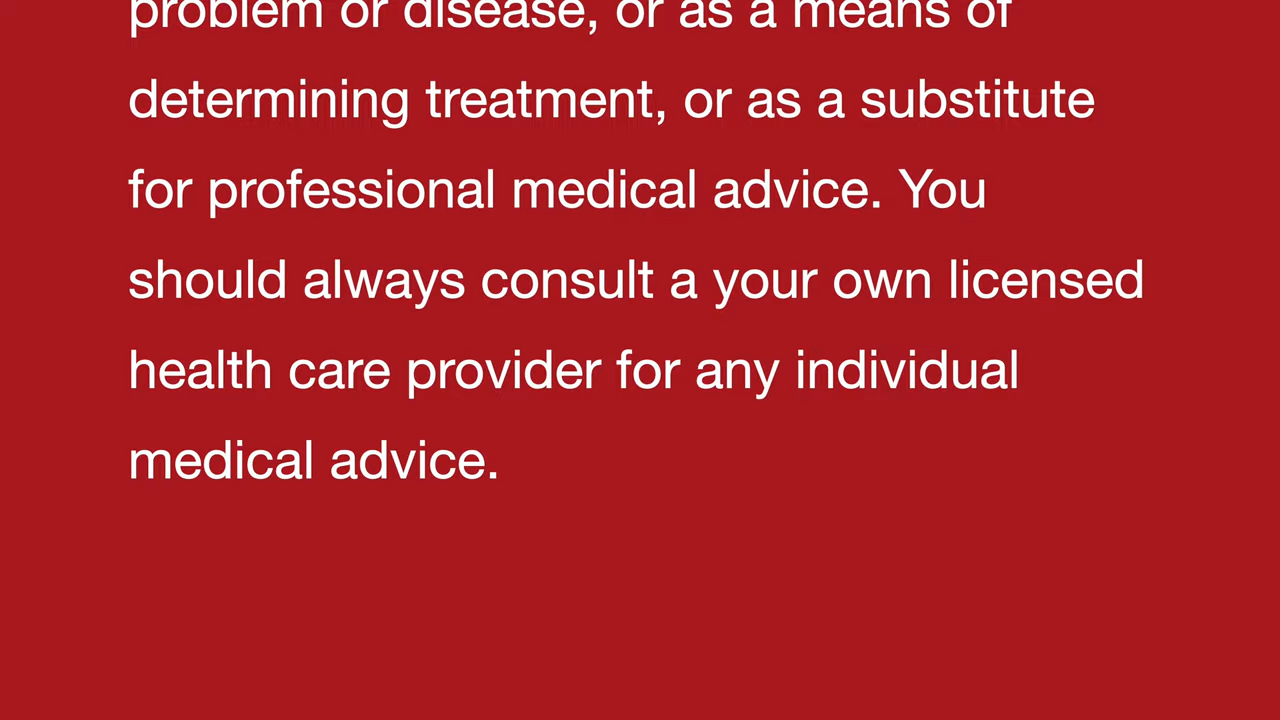 problem or disease, or as a means of
determining treatment, or as a substitute
for professional medical advice. You
should always consult a your own licensed
health care provider for any individual
medical advice.